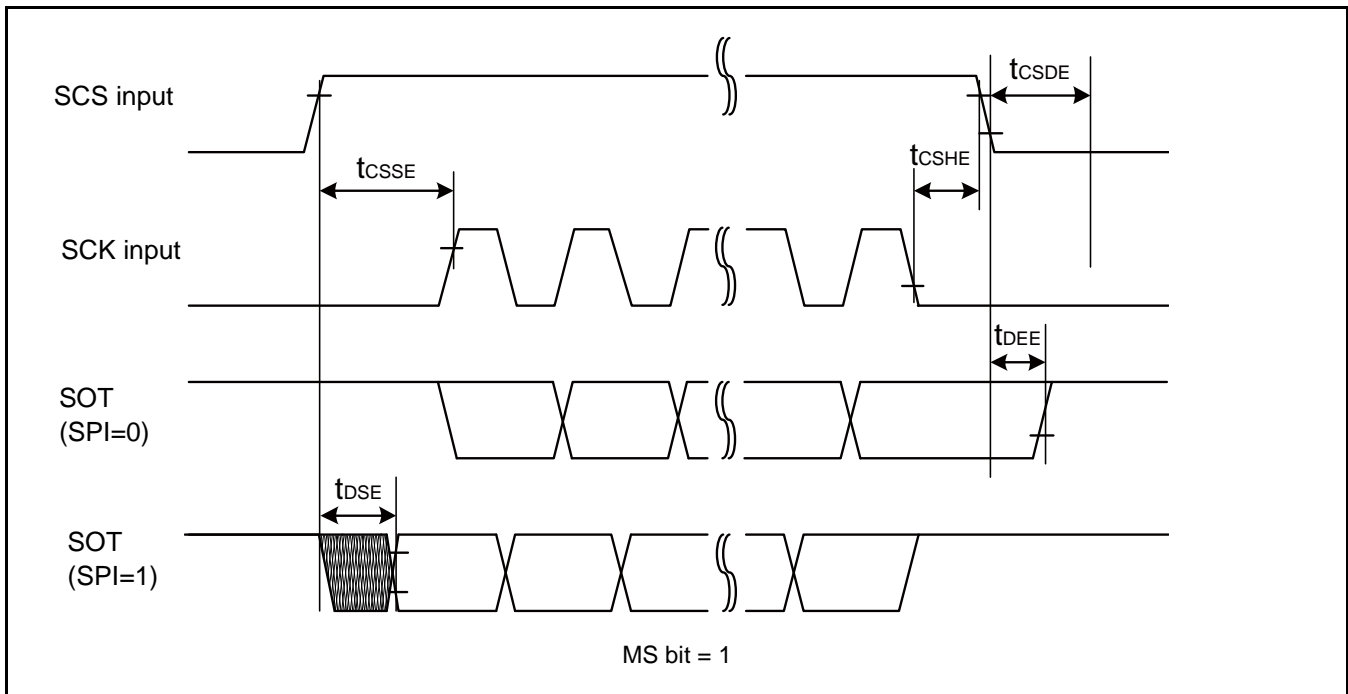 SCS input
tCSDE
tCSHE
tCSSE
SCK input
tDEE
SOT
(SPI=0)
tDSE
SOT
(SPI=1)
MS bit = 1